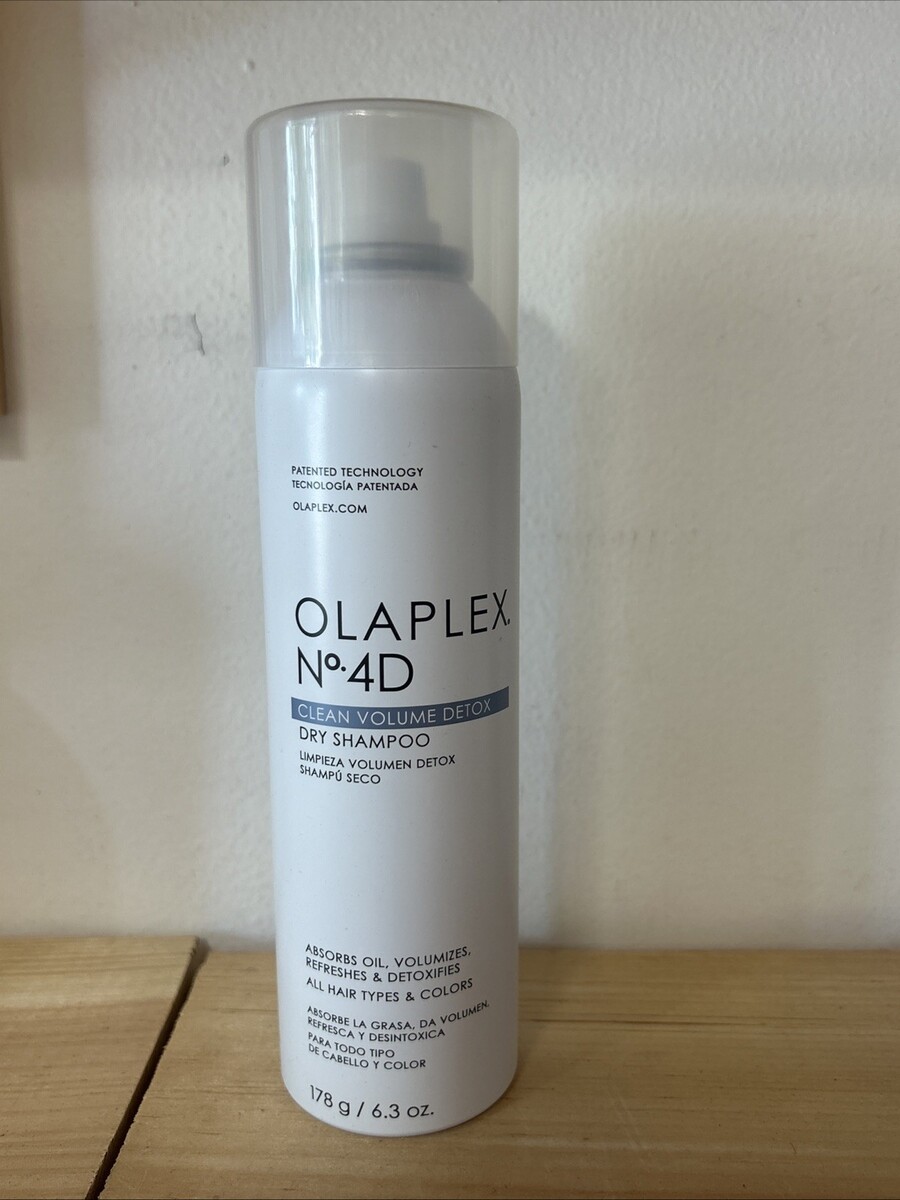 PATENTED TECHNOLOGY
TECNOLOGÍA PATENTADA
OLAPLEX.COM
OLAPLEX.
Nº.4D
CLEAN VOLUME DETOX
DRY SHAMPOO
LIMPIEZA VOLUMEN DETOX
SHAMPÚ SECO
ABSORBS OIL, VOLUMIZES,
REFRESHES & DETOXIFIES
ALL HAIR TYPES & COLORS
ABSORBE LA GRASA, DA VOLUMEN,
REFRESCA Y DESINTOXICA
PARA TODO TIPO
DE CABELLO Y COLOR
178 g / 6.3 oz.